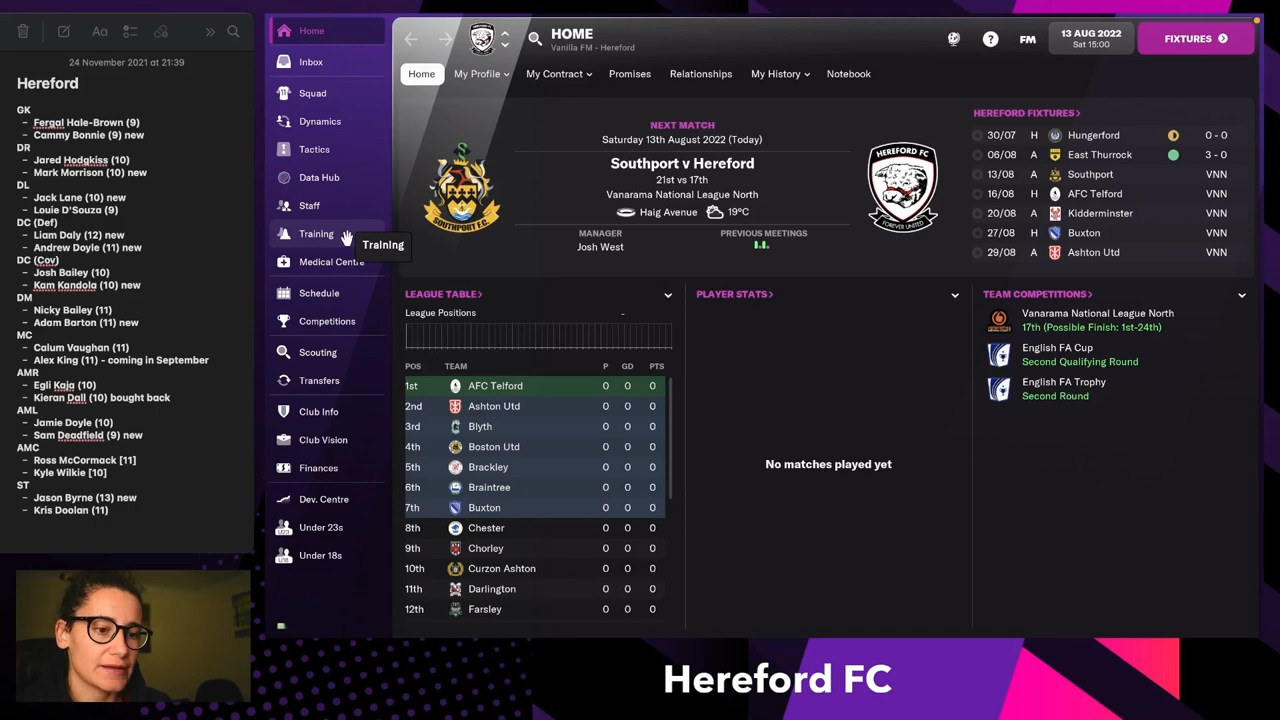 24 November 2021 at 21:39
Hereford
GK
- Fergal Hale-Brown (9)
- Cammy Bonnie (9) new
DR
- Jared Hodgkiss (10)
- Mark Morrison (10) new
DL
- Jack Lane (10) new
- Louie D'Souza (9)
DC (Def)
- Liam Daly (12) new
- Andrew Doyle (11) new
DC (Cov)
- Josh Bailey (10)
- Kam Kandola (10) new
DM
- Nicky Bailey (11)
- Adam Barton (11) new
MC
- Calum Vaughan (11)
- Alex King (11) - coming in September
AMR
- Egli Kaja (10)
- Kieran Dall (10) bought back
AML
- Jamie Doyle (10)
- Sam Deadfield (9) new
AMC
- Ross McCormack [11]
- Kyle Wilkie [10]
ST
- Jason Byrne (13) new
- Kris Doolan (11)
Home
Inbox
Squad
Dynamics
Tactics
Data Hub
Staff
Training
Training
Medical Centre
Schedule
Competitions
Scouting
Transfers
Club Info
Club Vision
Finances
Dev. Centre
Under 23s
Under 18s
HOME
Vanilla FM - Hereford
FM
13 AUG 2022
Sat 15:00
FIXTURES
Home My Profile My Contract Promises Relationships My History Notebook
NEXT MATCH
Saturday 13th August 2022 (Today)
Southport v Hereford
21st vs 17th
Vanarama National League North
Haig Avenue 19°C
MANAGER
Josh West
PREVIOUS MEETINGS
SOUTHPORT F.C.
HEREFORD FC
FOREVER UNITED
HEREFORD FIXTURES>
30/07 H Hungerford 0 - 0
06/08 A East Thurrock 3 - 0
13/08 A Southport VNN
16/08 H AFC Telford VNN
20/08 A Kidderminster VNN
27/08 H Buxton VNN
29/08 A Ashton Utd VNN
LEAGUE TABLE>
League Positions -
POS TEAM P GD PTS
1st AFC Telford 0 0 0
2nd Ashton Utd 0 0 0
3rd Blyth 0 0 0
4th Boston Utd 0 0 0
5th Brackley 0 0 0
6th Braintree 0 0 0
7th Buxton 0 0 0
8th Chester 0 0 0
9th Chorley 0 0 0
10th Curzon Ashton 0 0 0
11th Darlington 0 0 0
12th Farsley 0 0 0
PLAYER STATS>
No matches played yet
TEAM COMPETITIONS>
Vanarama National League North
17th (Possible Finish: 1st-24th)
English FA Cup
Second Qualifying Round
English FA Trophy
Second Round
Hereford FC